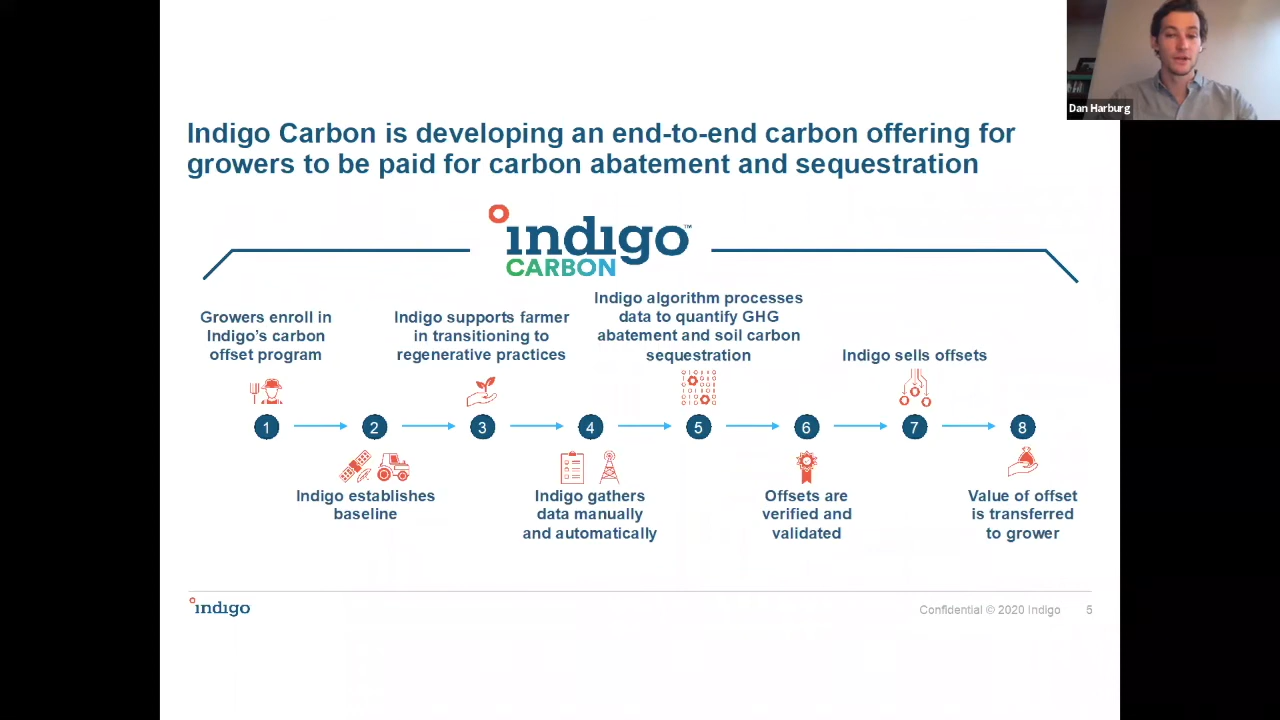 Dan Harburg
Indigo Carbon is developing an end-to-end carbon offering for
growers to be paid for carbon abatement and sequestration
indigo™
CARBON
Growers enroll in
Indigo's carbon
offset program
Indigo supports farmer
in transitioning to
regenerative practices
Indigo algorithm processes
data to quantify GHG
abatement and soil carbon
sequestration
Indigo sells offsets
1
2
3
4
5
6
7
8
Indigo establishes
baseline
Indigo gathers
data manually
and automatically
Offsets are
verified and
validated
Value of offset
is transferred
to grower
indigo
Confidential © 2020 Indigo
5